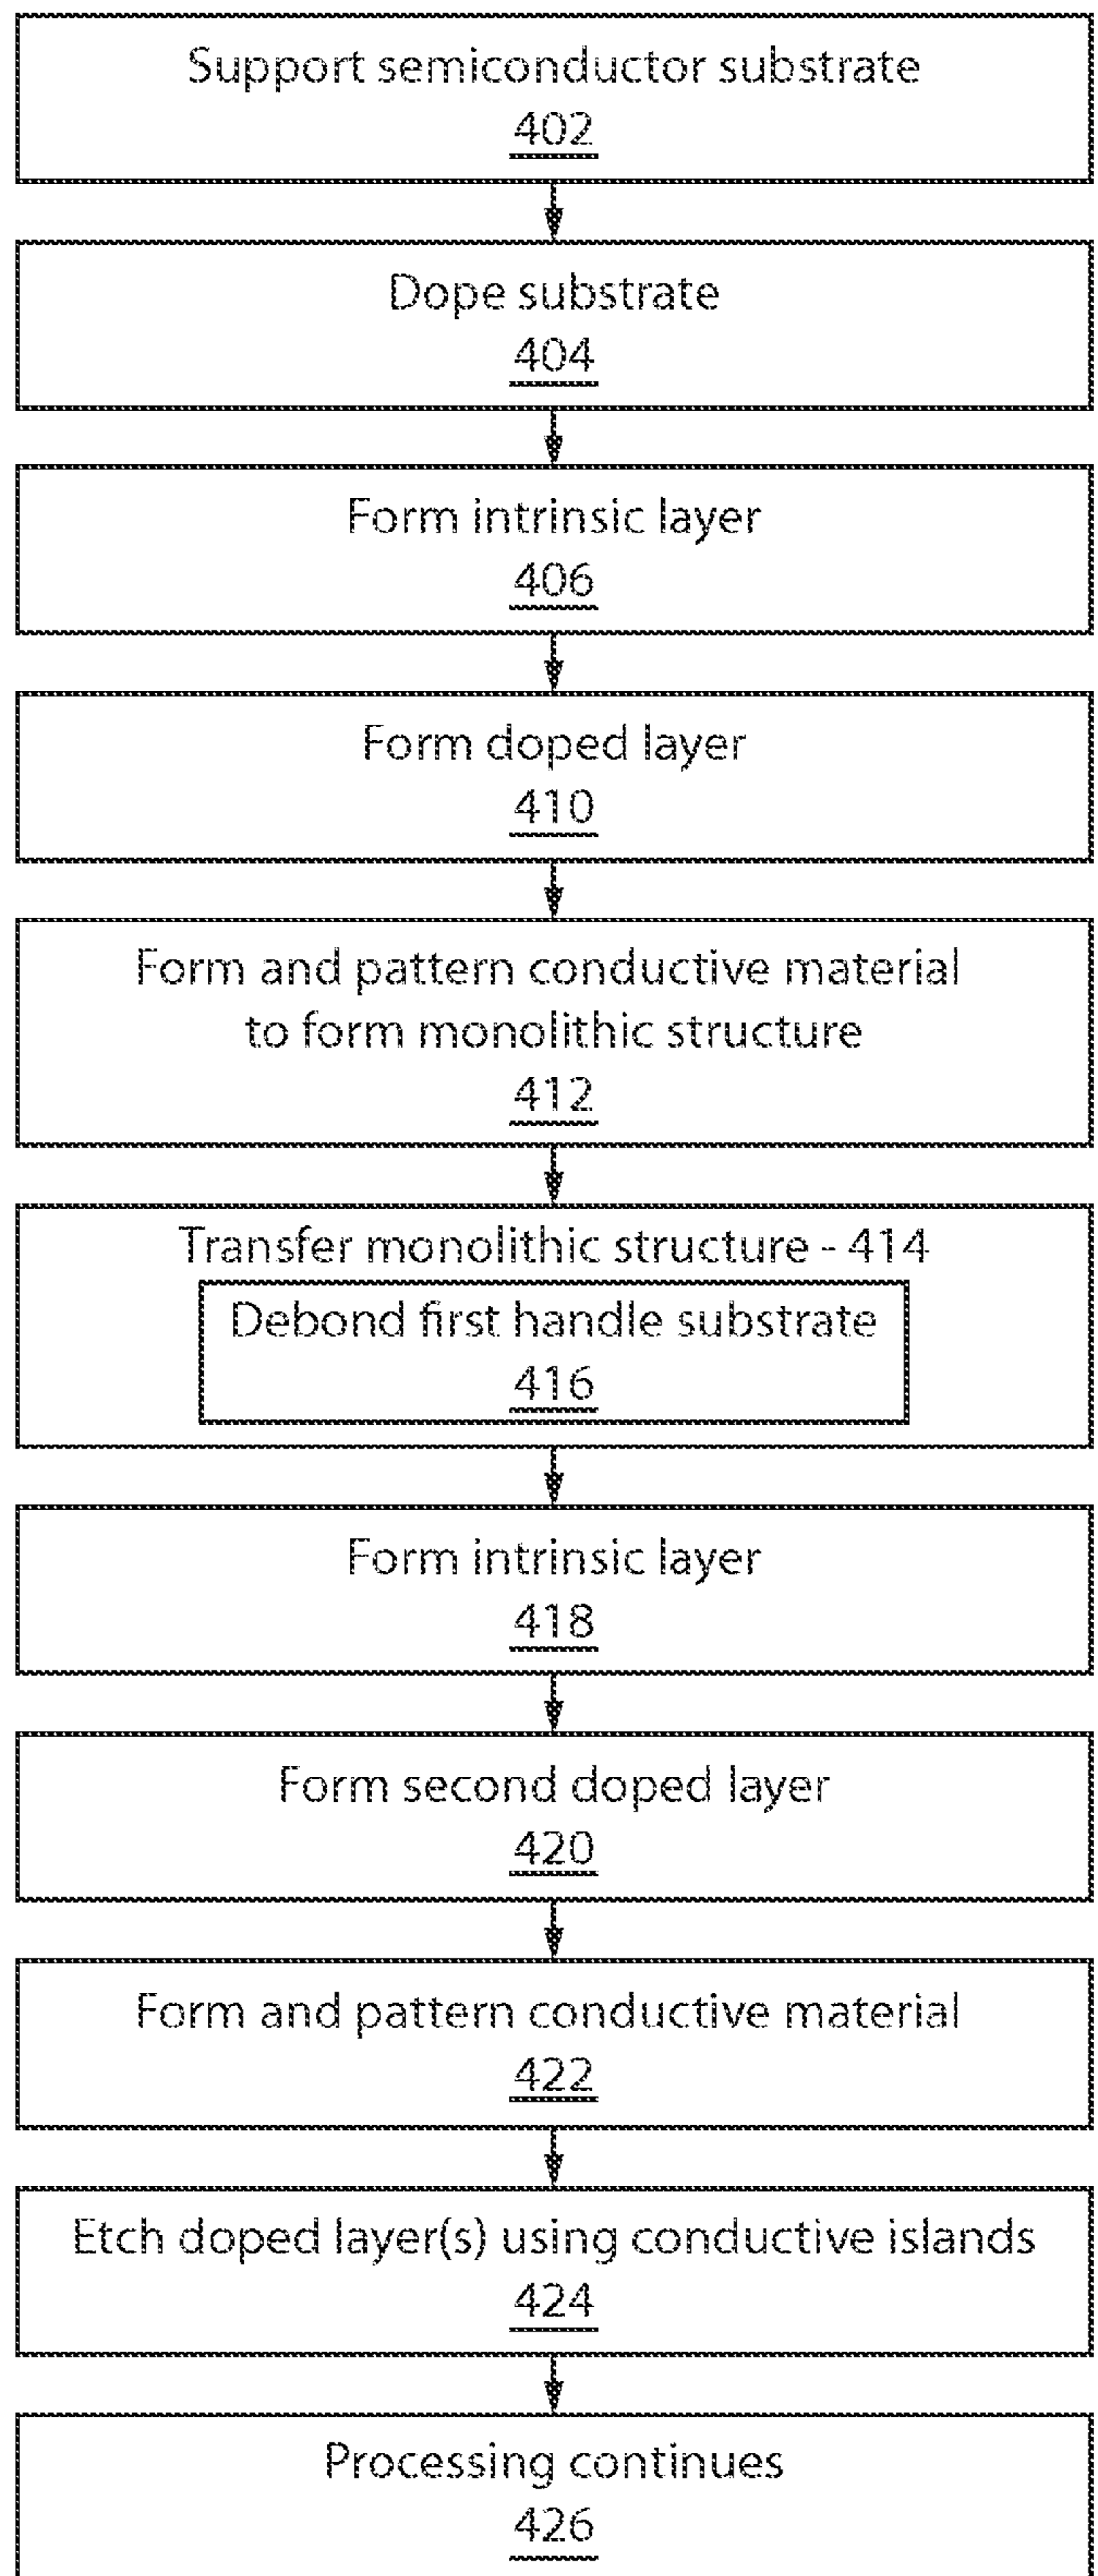 Support semiconductor substrate
402
Dope substrate
404
Form intrinsic layer
406
Form doped layer
410
Form and pattern conductive material
to form monolithic structure
412
Transfer monolithic structure - 414
Debond first handle substrate
416
Form intrinsic layer
418
Form second doped layer
420
Form and pattern conductive material
422
Etch doped layer(s) using conductive islands
424
Processing continues
426